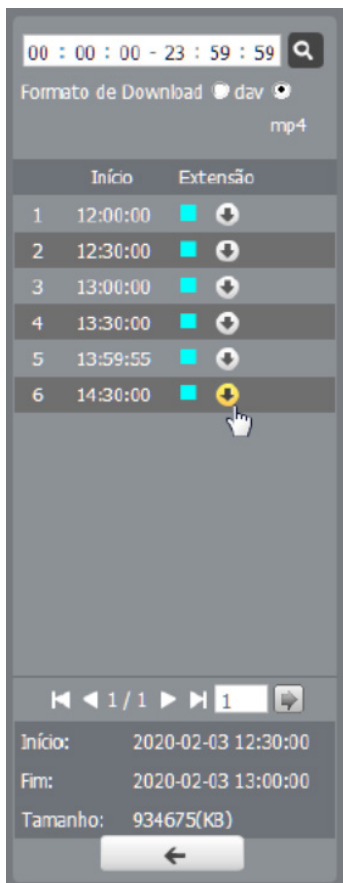 00 : 00 : 00 - 23 : 59 : 59
Formato de Download dav
mp4
Início Extensão
1 12:00:00
2 12:30:00
3 13:00:00
4 13:30:00
5 13:59:55
6 14:30:00
1 / 1 1
Início: 2020-02-03 12:30:00
Fim: 2020-02-03 13:00:00
Tamanho: 934675(KB)